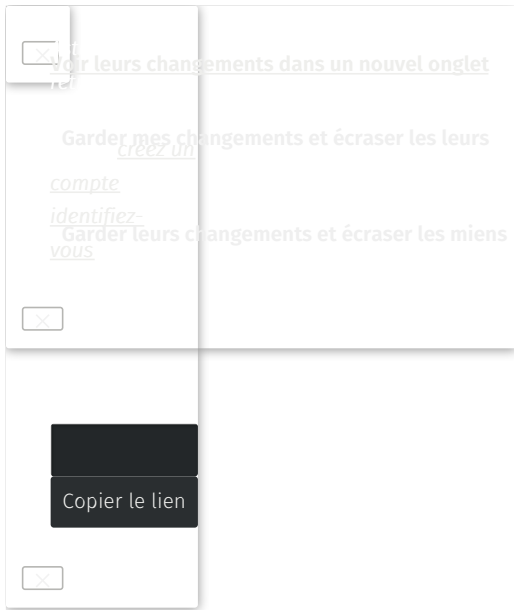 Voir leurs changements dans un nouvel onglet
Garder mes changements et écraser les leurs
créez un
compte
identifiez-
Garder leurs changements et écraser les miens
vous
Copier le lien